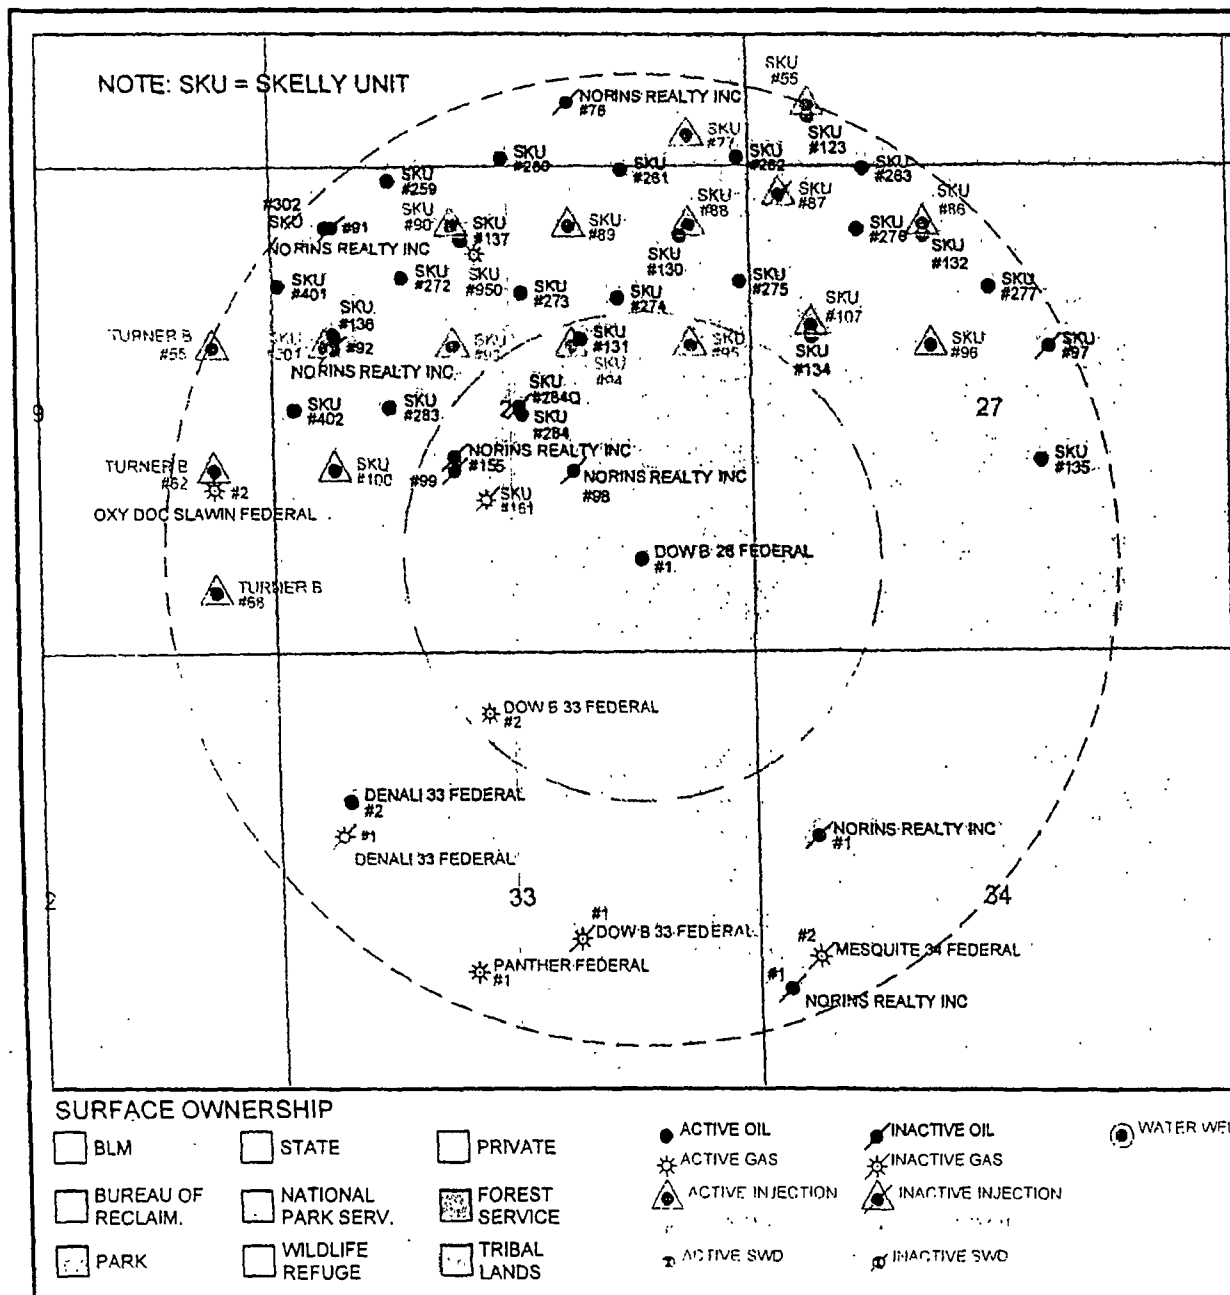 NOTE: SKU = SKELLY UNIT
NORINS REALTY INC
#76
SKU
#55
SKU
#77
SKU
#123
SKU
#260
SKU
#261
SKU
#262
SKU
#263
SKU
#259
SKU
#87
SKU
#86
#302
SKU
#91
NORINS REALTY INC
SKU
#90
SKU
#137
SKU
#89
SKU
#88
SKU
#130
SKU
#276
SKU
#132
SKU
#401
SKU
#272
SKU
#950
SKU
#273
SKU
#274
SKU
#275
SKU
#277
SKU
#136
SKU
#107
TURNER B
SKU
#92
NORINS REALTY INC
SKU
SKU
#131
SKU
#94
SKU
#95
SKU
#134
SKU
#96
SKU
#97
9
SKU
#402
SKU
#283
SKU
#284Q
SKU
#284
27
TURNER B
#62
SKU
#100
NORINS REALTY INC
#155
#99
NORINS REALTY INC
#98
SKU
#135
#2
OXY DOC SLAWIN FEDERAL
SKU
#161
DOW B 28 FEDERAL
#1
TURNER B
#68
DOW B 33 FEDERAL
#2
DENALI 33 FEDERAL
#2
#1
DENALI 33 FEDERAL
NORINS REALTY INC
#1
2
33
34
#1
DOW B 33 FEDERAL
#2
MESQUITE 34 FEDERAL
PANTHER FEDERAL
#1
#1
NORINS REALTY INC
SURFACE OWNERSHIP
BLM
STATE
PRIVATE
BUREAU OF
RECLAIM.
NATIONAL
PARK SERV.
FOREST
SERVICE
PARK
WILDLIFE
REFUGE
TRIBAL
LANDS
ACTIVE OIL
INACTIVE OIL
WATER WEL
ACTIVE GAS
INACTIVE GAS
ACTIVE INJECTION
INACTIVE INJECTION
ACTIVE SWD
INACTIVE SWD